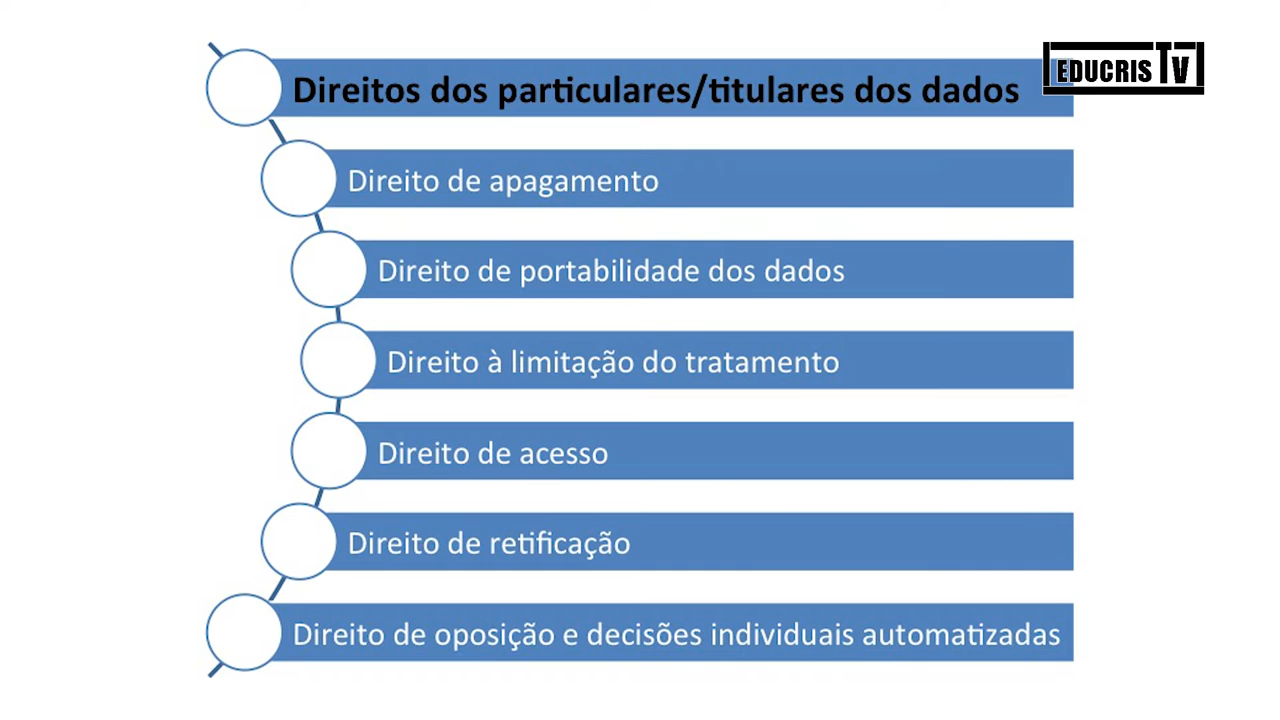 EDUCRIS TV
Direitos dos particulares/titulares dos dados
Direito de apagamento
Direito de portabilidade dos dados
Direito à limitação do tratamento
Direito de acesso
Direito de retificação
Direito de oposição e decisões individuais automatizadas